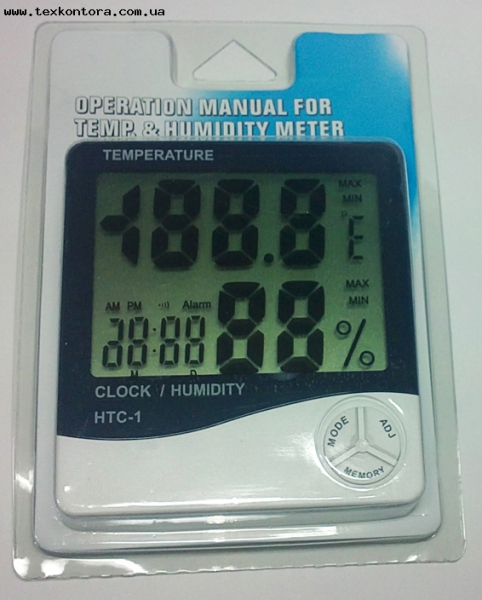 www.texkontora.com.ua
OPERATION MANUAL FOR
TEMP. & HUMIDITY METER
TEMPERATURE
MAX
MIN
188.8
MAX
MIN
AM PM Alarm
88:88 88 %
M D
CLOCK / HUMIDITY
HTC-1
MODE
ADJ
MEMORY